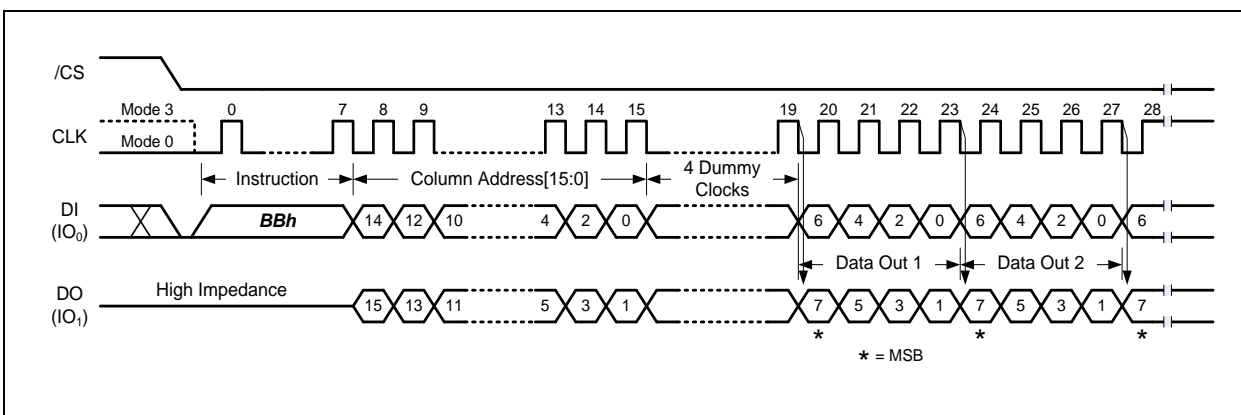 /CS
Mode 3 0 7 8 9 13 14 15 19 20 21 22 23 24 25 26 27 28
CLK
Mode 0
Instruction Column Address[15:0] 4 Dummy
Clocks
DI
(IO0)
BBh 14 12 10 4 2 0 6 4 2 0 6 4 2 0 6
Data Out 1 Data Out 2
High Impedance
DO
(IO1)
15 13 11 5 3 1 7 5 3 1 7 5 3 1 7
* * *
* = MSB